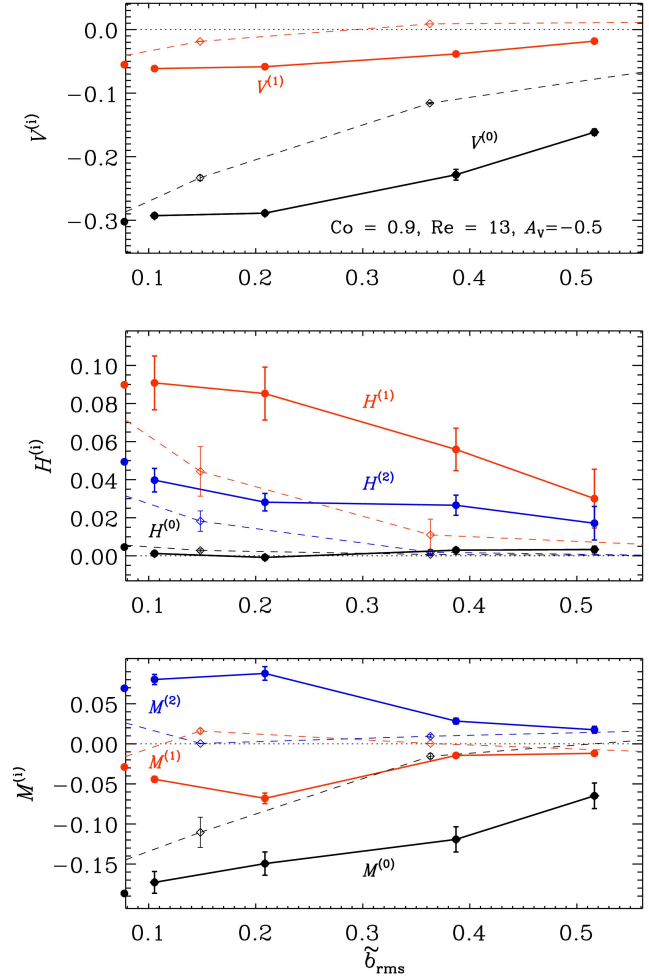 0.0
−0.1
−0.2
−0.3
V^(i)
V^(1)
V^(0)
Co = 0.9, Re = 13, A_V=−0.5
0.1 0.2 0.3 0.4 0.5
0.10
0.08
0.06
0.04
0.02
0.00
H^(i)
H^(1)
H^(2)
H^(0)
0.1 0.2 0.3 0.4 0.5
0.05
0.00
−0.05
−0.10
−0.15
M^(i)
M^(2)
M^(1)
M^(0)
0.1 0.2 0.3 0.4 0.5
b̃_rms